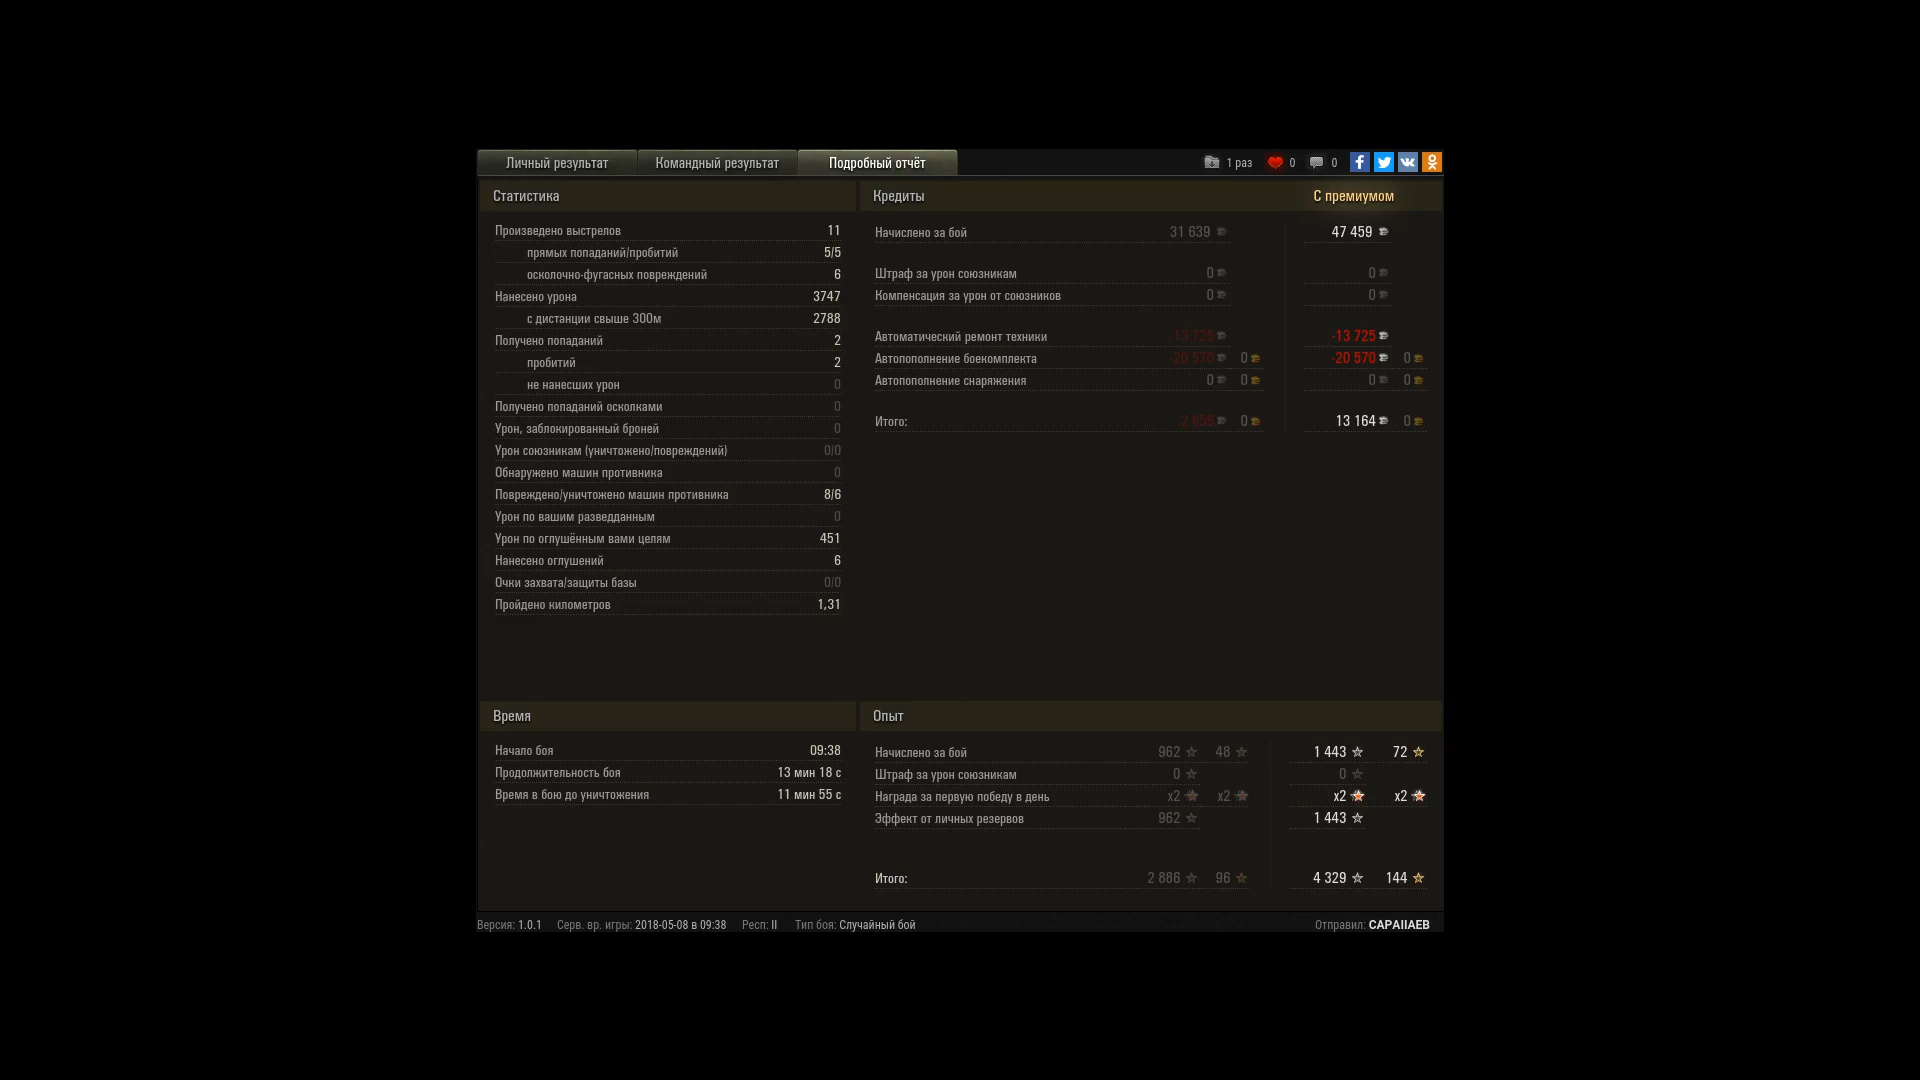 Личный результат Командный результат Подробный отчёт 1 раз 0 0
Статистика
Произведено выстрелов 11
прямых попаданий/пробитий 5/5
осколочно-фугасных повреждений 6
Нанесено урона 3747
с дистанции свыше 300м 2788
Получено попаданий 2
пробитий 2
не нанесших урон 0
Получено попаданий осколками 0
Урон, заблокированный броней 0
Урон союзникам (уничтожено/повреждений) 0/0
Обнаружено машин противника 0
Повреждено/уничтожено машин противника 8/6
Урон по вашим разведданным 0
Урон по оглушённым вами целям 451
Нанесено оглушений 6
Очки захвата/защиты базы 0/0
Пройдено километров 1,31
Кредиты С премиумом
Начислено за бой 31 639 47 459
Штраф за урон союзникам 0 0
Компенсация за урон от союзников 0 0
Автоматический ремонт техники -13 725 -13 725
Автопополнение боекомплекта -20 570 0 -20 570 0
Автопополнение снаряжения 0 0 0 0
Итого: -2 656 0 13 164 0
Время
Начало боя 09:38
Продолжительность боя 13 мин 18 с
Время в бою до уничтожения 11 мин 55 с
Опыт
Начислено за бой 962 48 1 443 72
Штраф за урон союзникам 0 0
Награда за первую победу в день x2 x2 x2 x2
Эффект от личных резервов 962 1 443
Итого: 2 886 96 4 329 144
Версия: 1.0.1 Серв. вр. игры: 2018-05-08 в 09:38 Респ: II Тип боя: Случайный бой Отправил: CAPAIIAEB